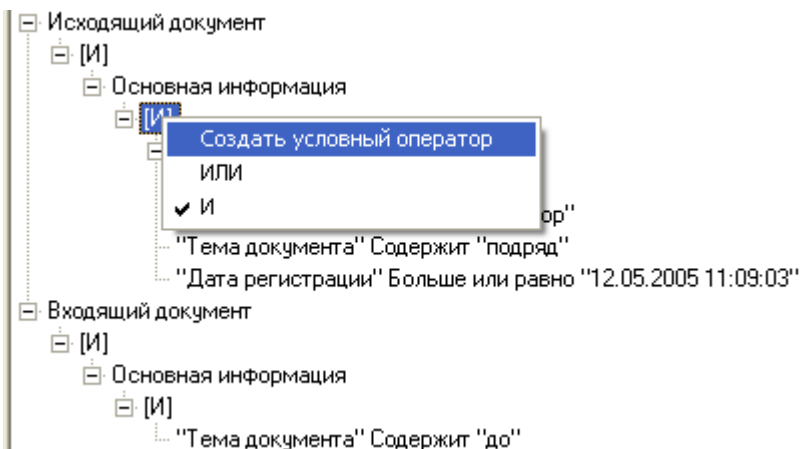 Исходящий документ
[И]
Основная информация
[И]
Создать условный оператор
ИЛИ
И
ор"
"Тема документа" Содержит "подряд"
"Дата регистрации" Больше или равно "12.05.2005 11:09:03"
Входящий документ
[И]
Основная информация
[И]
"Тема документа" Содержит "до"